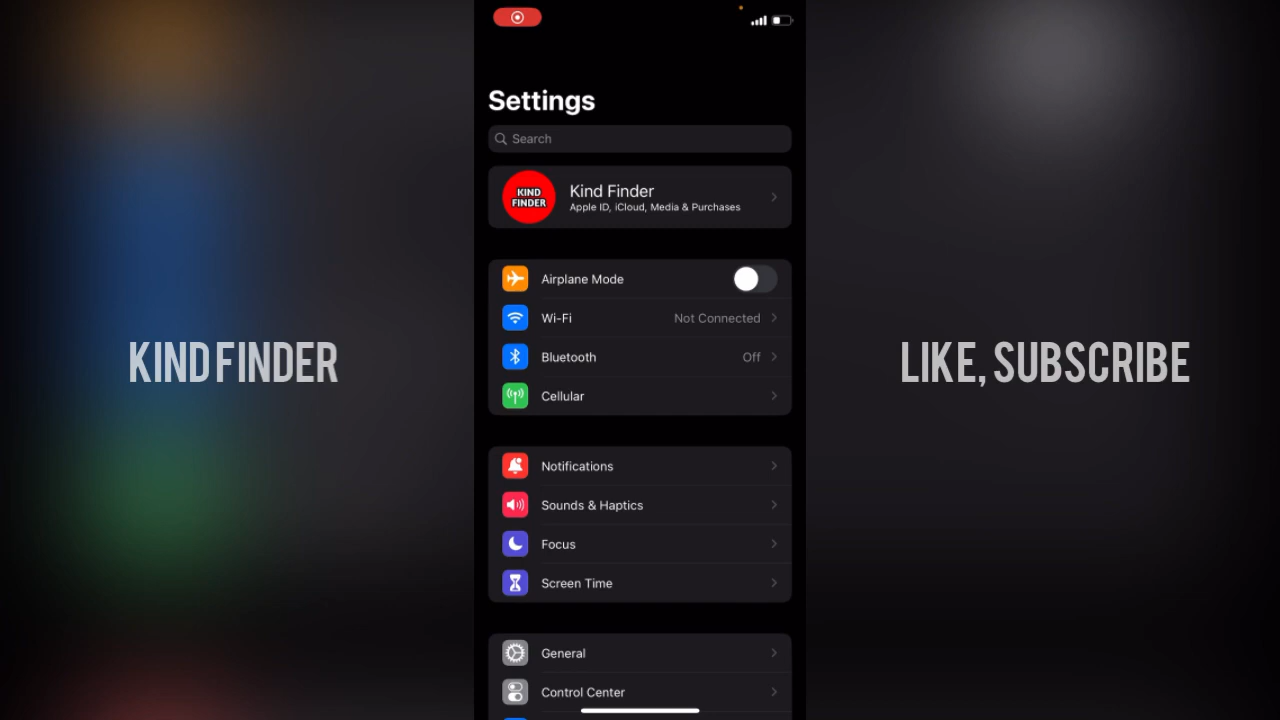 Settings
Search
KIND
FINDER
Kind Finder
Apple ID, iCloud, Media & Purchases
Airplane Mode
Wi-Fi Not Connected
Bluetooth Off
Cellular
KIND FINDER
LIKE, SUBSCRIBE
Notifications
Sounds & Haptics
Focus
Screen Time
General
Control Center